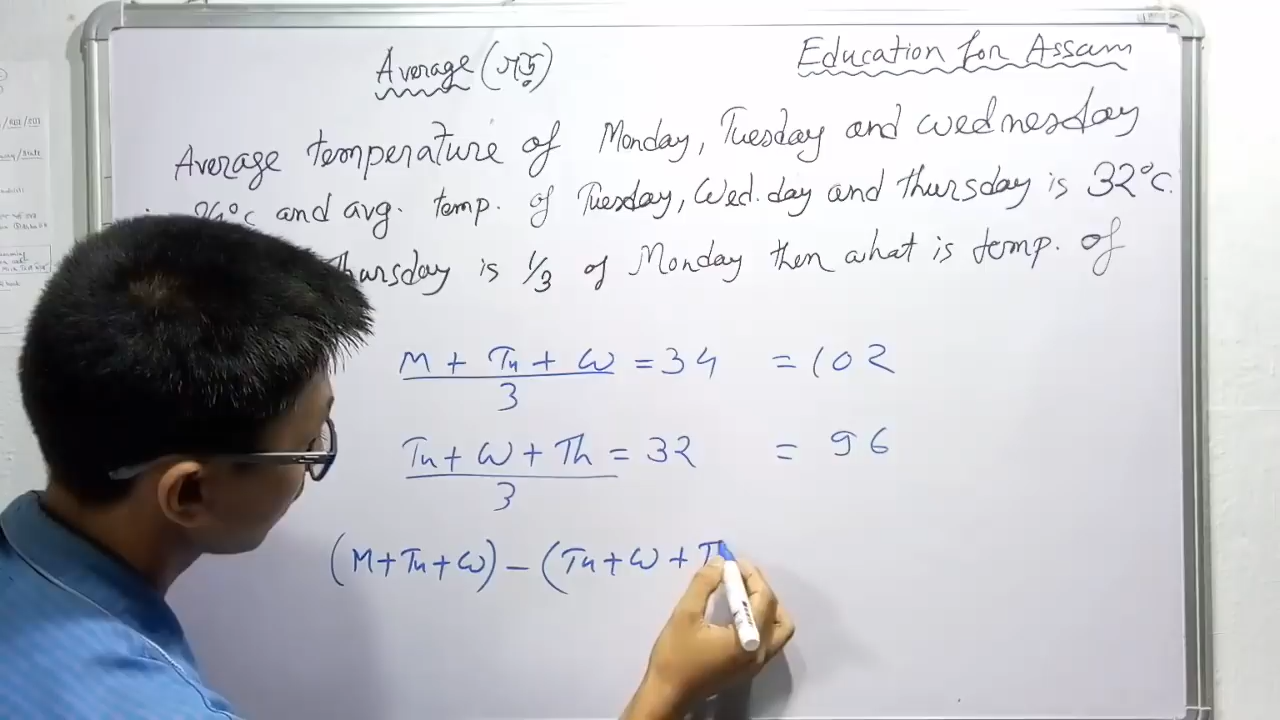 Average (গড়)
Education for Assam
Average temperature of Monday, Tuesday and wednesday
34°c and avg. temp. of Tuesday, Wed.day and thursday is 32°c.
Thursday is 1/3 of Monday then what is temp. of
M + Tu + W / 3 = 34 = 102
Tu + W + Th / 3 = 32 = 96
(M+Tu+W) - (Tu+W+Th